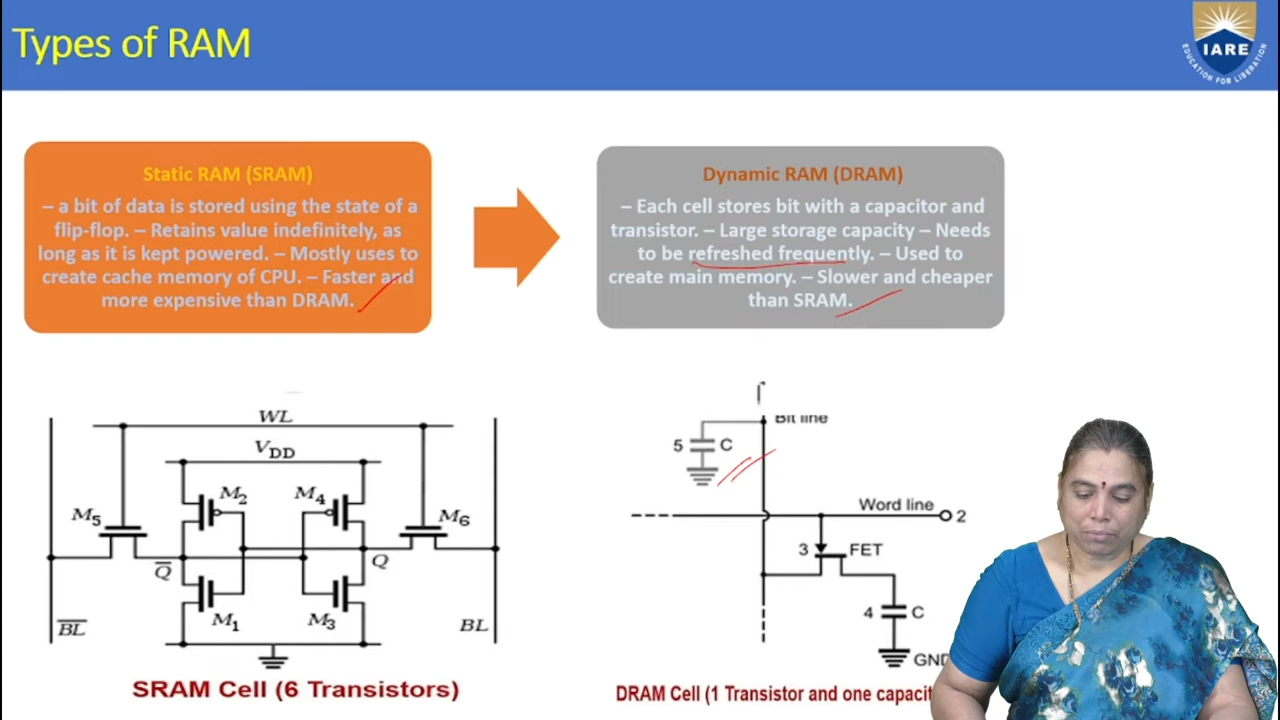 Types of RAM
IARE
EDUCATION FOR LIBERATION
Static RAM (SRAM)
– a bit of data is stored using the state of a
flip-flop. – Retains value indefinitely, as
long as it is kept powered. – Mostly uses to
create cache memory of CPU. – Faster and
more expensive than DRAM.
Dynamic RAM (DRAM)
– Each cell stores bit with a capacitor and
transistor. – Large storage capacity – Needs
to be refreshed frequently. – Used to
create main memory. – Slower and cheaper
than SRAM.
WL
VDD
M2
M4
M5
M6
Q
Q
M1
M3
BL
BL
SRAM Cell (6 Transistors)
Bit line
5 C
Word line 2
3 FET
4 C
GND
DRAM Cell (1 Transistor and one